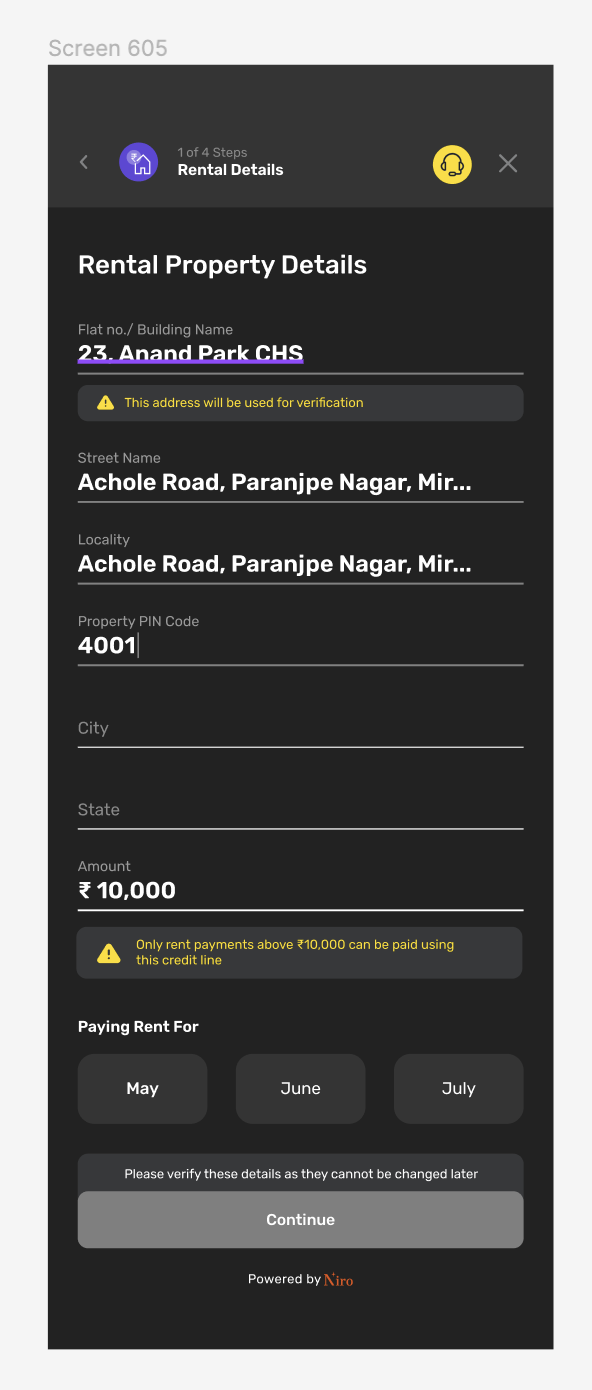 Screen 605
1 of 4 Steps
Rental Details
Rental Property Details
Flat no./ Building Name
23, Anand Park CHS
This address will be used for verification
Street Name
Achole Road, Paranjpe Nagar, Mir...
Locality
Achole Road, Paranjpe Nagar, Mir...
Property PIN Code
4001
City
State
Amount
₹ 10,000
Only rent payments above ₹10,000 can be paid using
this credit line
Paying Rent For
May June July
Please verify these details as they cannot be changed later
Continue
Powered by Niro